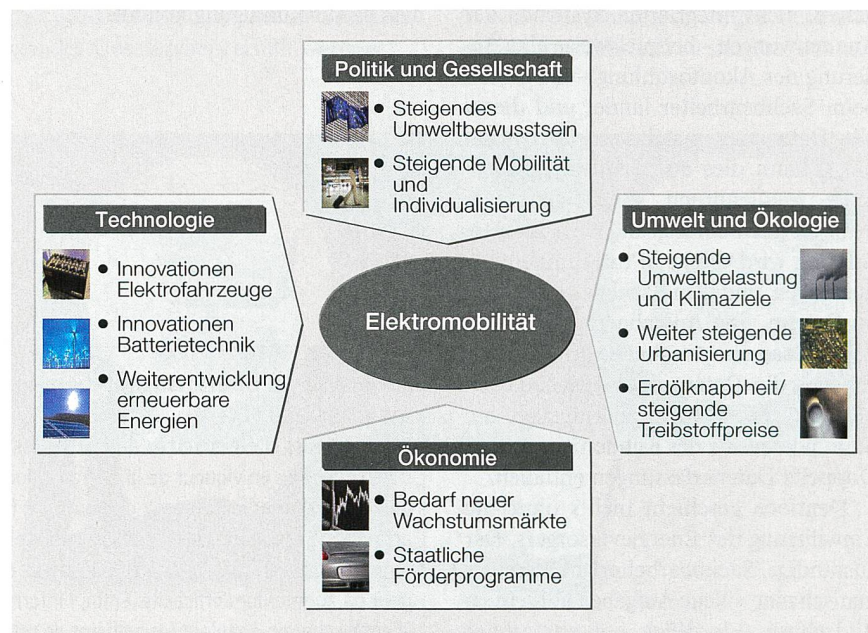 Politik und Gesellschaft
• Steigendes
Umweltbewusstsein
• Steigende Mobilität
und
Individualisierung
Technologie
• Innovationen
Elektrofahrzeuge
• Innovationen
Batterietechnik
• Weiterentwicklung
erneuerbare
Energien
Elektromobilität
Umwelt und Ökologie
• Steigende
Umweltbelastung
und Klimaziele
• Weiter steigende
Urbanisierung
• Erdölknappheit/
steigende
Treibstoffpreise
Ökonomie
• Bedarf neuer
Wachstumsmärkte
• Staatliche
Förderprogramme